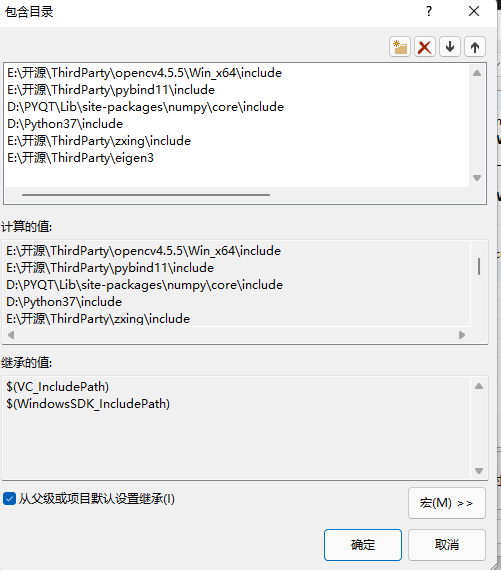 包含目录
E:\开源\ThirdParty\opencv4.5.5\Win_x64\include
E:\开源\ThirdParty\pybind11\include
D:\PYQT\Lib\site-packages\numpy\core\include
D:\Python37\include
E:\开源\ThirdParty\zxing\include
E:\开源\ThirdParty\eigen3
计算的值:
E:\开源\ThirdParty\opencv4.5.5\Win_x64\include
E:\开源\ThirdParty\pybind11\include
D:\PYQT\Lib\site-packages\numpy\core\include
D:\Python37\include
E:\开源\ThirdParty\zxing\include
继承的值:
$(VC_IncludePath)
$(WindowsSDK_IncludePath)
从父级或项目默认设置继承(I)
宏(M) >>
确定
取消